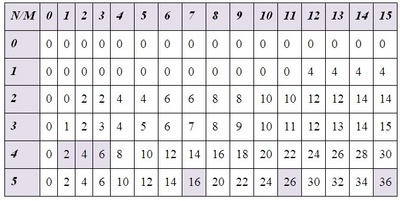 N/M 0 1 2 3 4 5 6 7 8 9 10 11 12 13 14 15
0 0 0 0 0 0 0 0 0 0 0 0 0 0 0 0 0
1 0 0 0 0 0 0 0 0 0 0 0 0 4 4 4 4
2 0 0 2 2 4 4 6 6 8 8 10 10 12 12 14 14
3 0 1 2 3 4 5 6 7 8 9 10 11 12 13 14 15
4 0 2 4 6 8 10 12 14 16 18 20 22 24 26 28 30
5 0 2 4 6 10 12 14 16 20 22 24 26 30 32 34 36